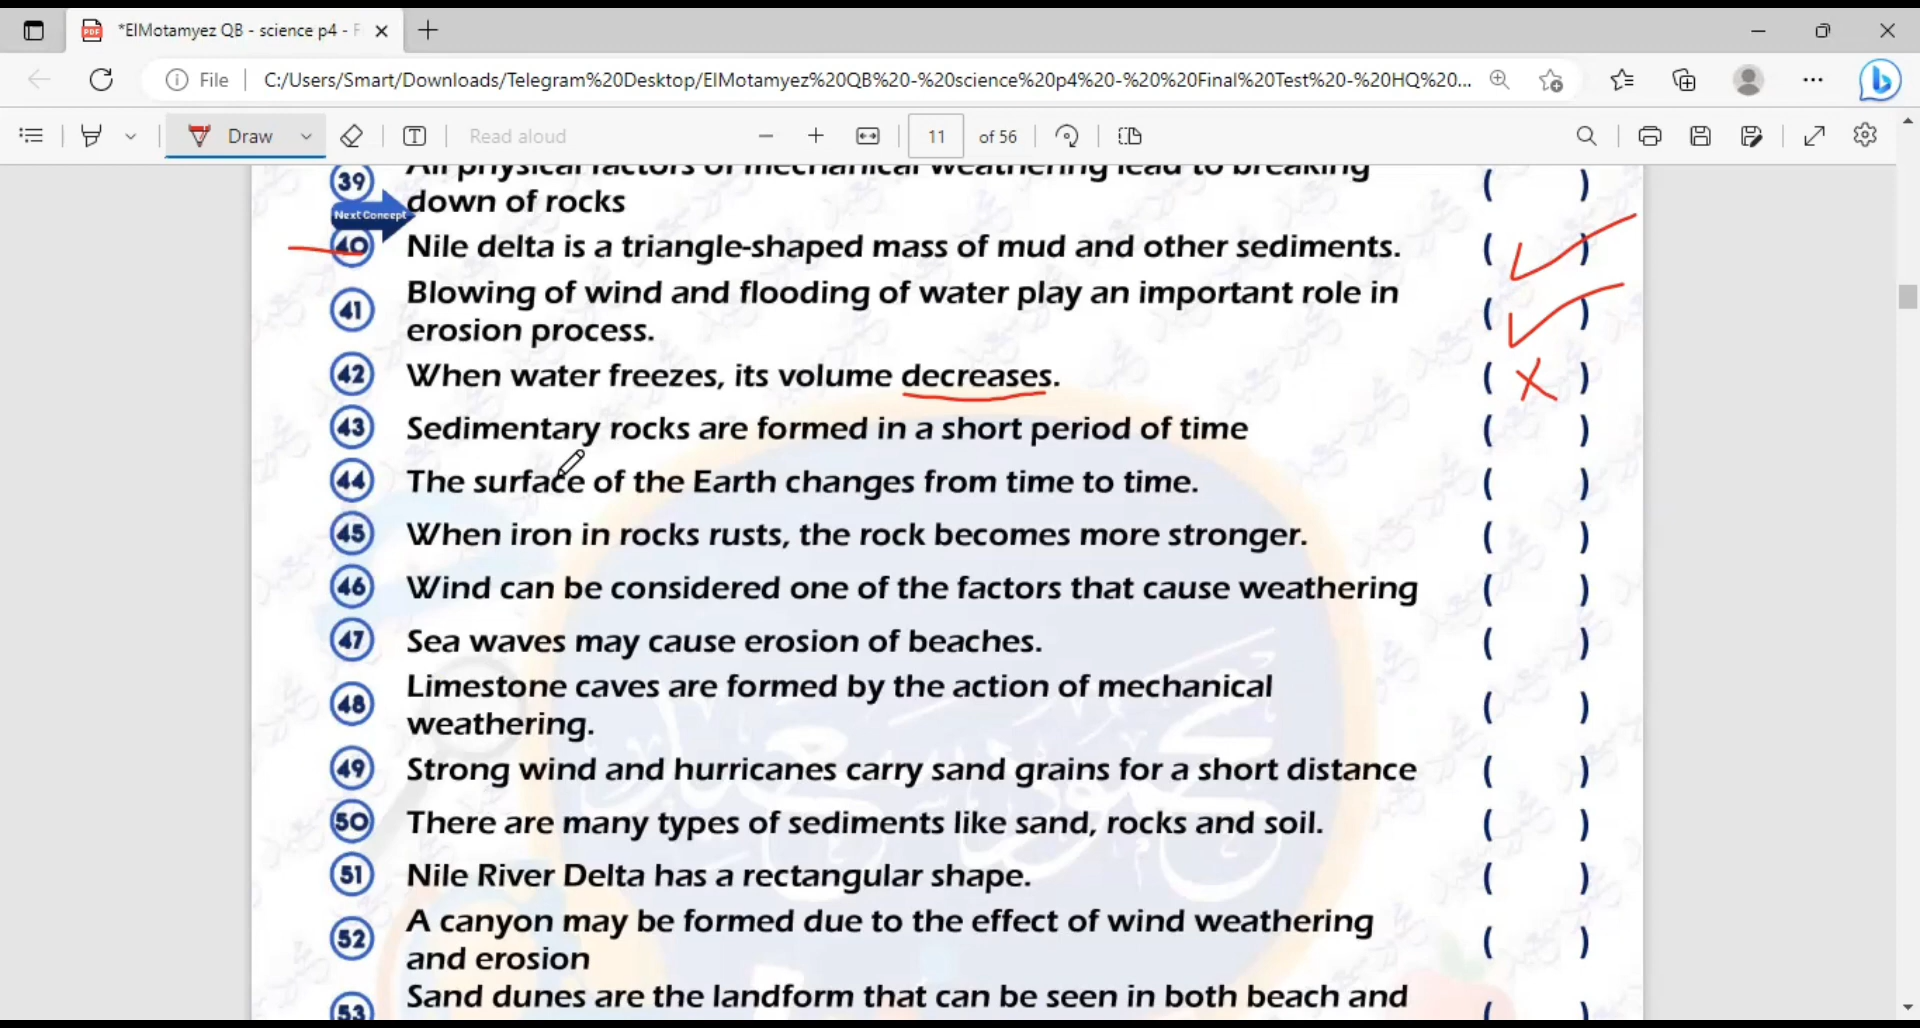 *ElMotamyez QB - science p4 - F
File
C:/Users/Smart/Downloads/Telegram%20Desktop/ElMotamyez%20QB%20-%20science%20p4%20-%20%20Final%20Test%20-%20HQ%20...
Draw
Read aloud
11
of 56
39 All physical factors of mechanical weathering lead to breaking ( )
down of rocks
Next Concept
40 Nile delta is a triangle-shaped mass of mud and other sediments. ( ✓ )
41 Blowing of wind and flooding of water play an important role in
erosion process. ( ✓ )
42 When water freezes, its volume decreases. ( X )
43 Sedimentary rocks are formed in a short period of time ( )
44 The surface of the Earth changes from time to time. ( )
45 When iron in rocks rusts, the rock becomes more stronger. ( )
46 Wind can be considered one of the factors that cause weathering ( )
47 Sea waves may cause erosion of beaches. ( )
48 Limestone caves are formed by the action of mechanical
weathering. ( )
49 Strong wind and hurricanes carry sand grains for a short distance ( )
50 There are many types of sediments like sand, rocks and soil. ( )
51 Nile River Delta has a rectangular shape. ( )
52 A canyon may be formed due to the effect of wind weathering
and erosion ( )
53 Sand dunes are the landform that can be seen in both beach and ( )